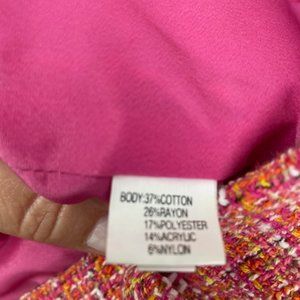 BODY:37%COTTON
26%RAYON
17%POLYESTER
14%ACRYLIC
6%NYLON